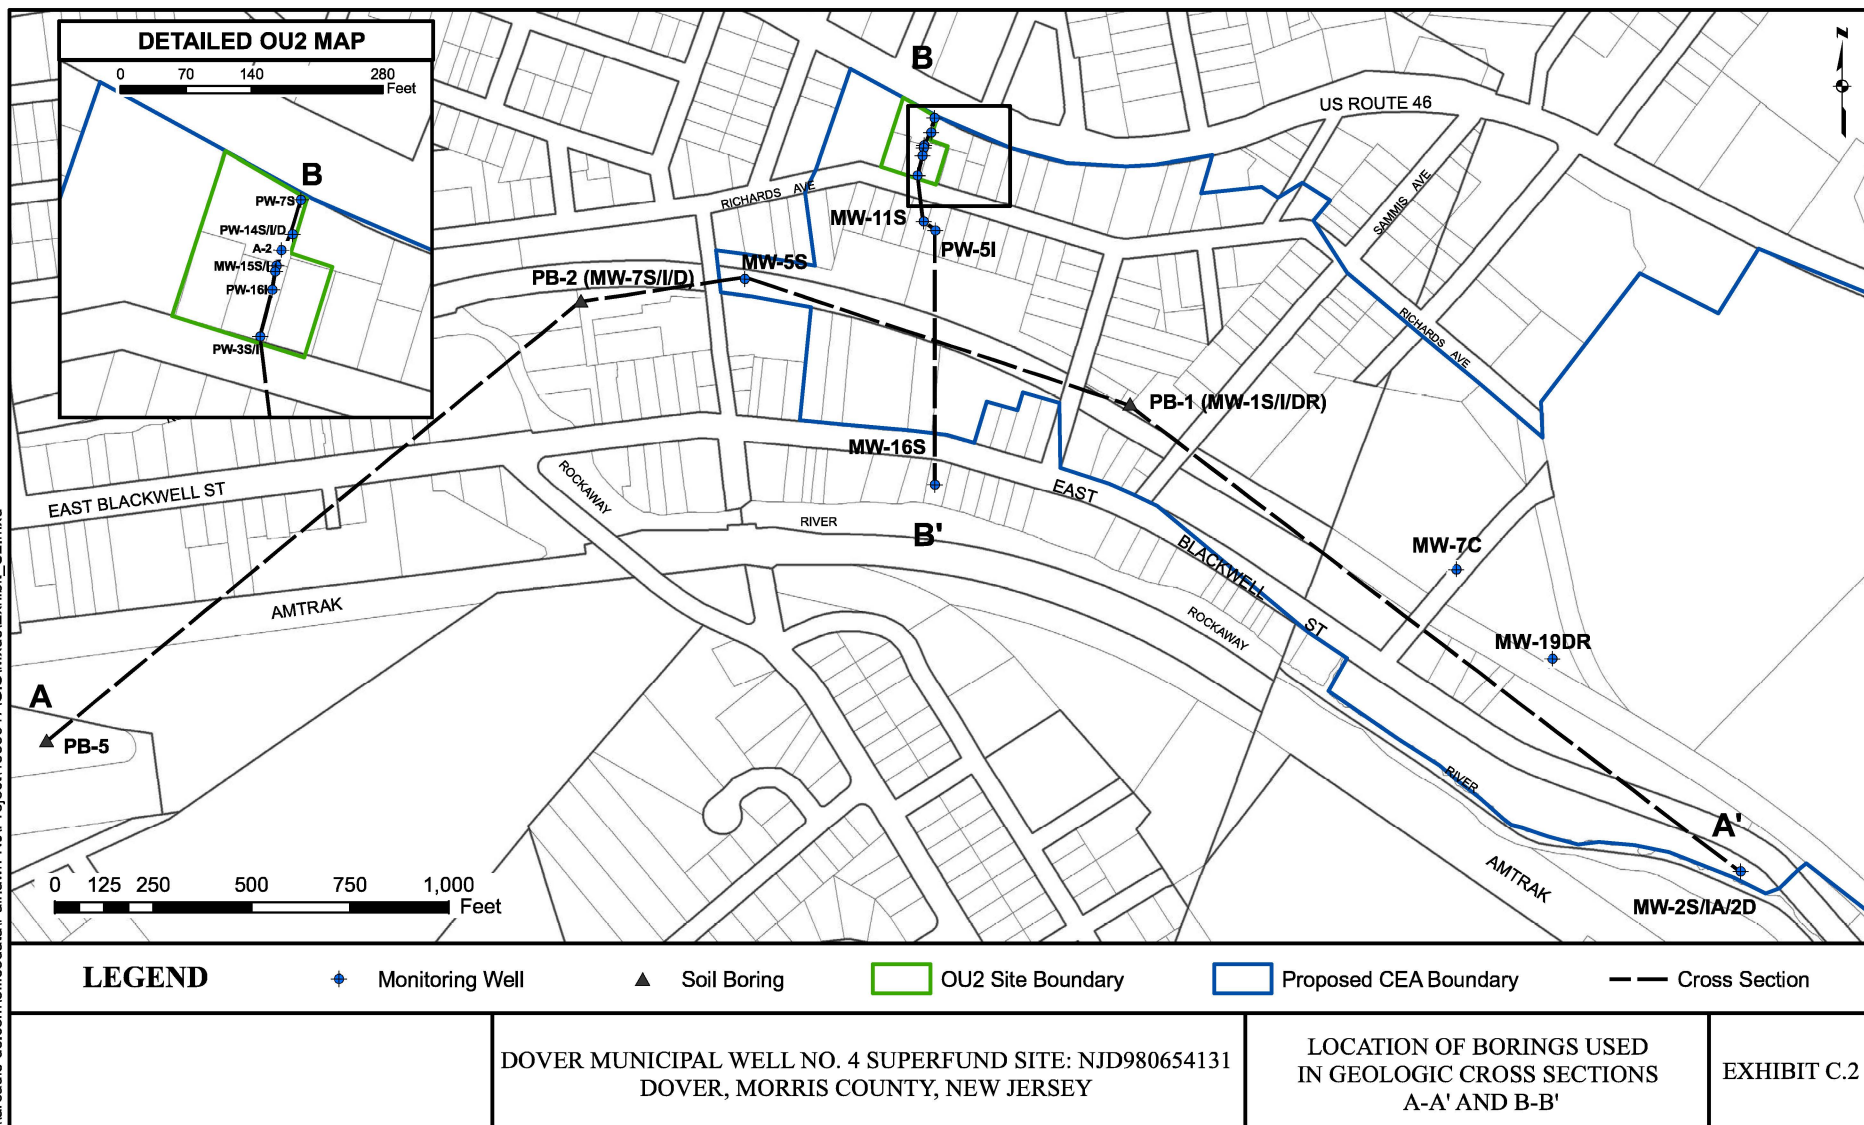 DETAILED OU2 MAP
0 70 140 280
Feet
B
PW-7S
PW-14S/I/D
A-2
MW-15S/I
PW-16I
PW-3S/I
B
N
US ROUTE 46
RICHARDS AVE
SAMMIS AVE
MW-11S
PW-5I
MW-5S
PB-2 (MW-7S/I/D)
RICHARDS AVE
PB-1 (MW-1S/I/DR)
MW-16S
EAST BLACKWELL ST
ROCKAWAY
RIVER
EAST
BLACKWELL
ST
B'
MW-7C
AMTRAK
ROCKAWAY
MW-19DR
A
PB-5
RIVER
A'
AMTRAK
MW-2S/IA/2D
0 125 250 500 750 1,000
Feet
LEGEND Monitoring Well Soil Boring OU2 Site Boundary Proposed CEA Boundary Cross Section
DOVER MUNICIPAL WELL NO. 4 SUPERFUND SITE: NJD980654131
DOVER, MORRIS COUNTY, NEW JERSEY
LOCATION OF BORINGS USED
IN GEOLOGIC CROSS SECTIONS
A-A' AND B-B'
EXHIBIT C.2